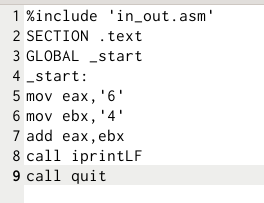 1 %include 'in_out.asm'
2 SECTION .text
3 GLOBAL _start
4 _start:
5 mov eax,'6'
6 mov ebx,'4'
7 add eax,ebx
8 call iprintLF
9 call quit